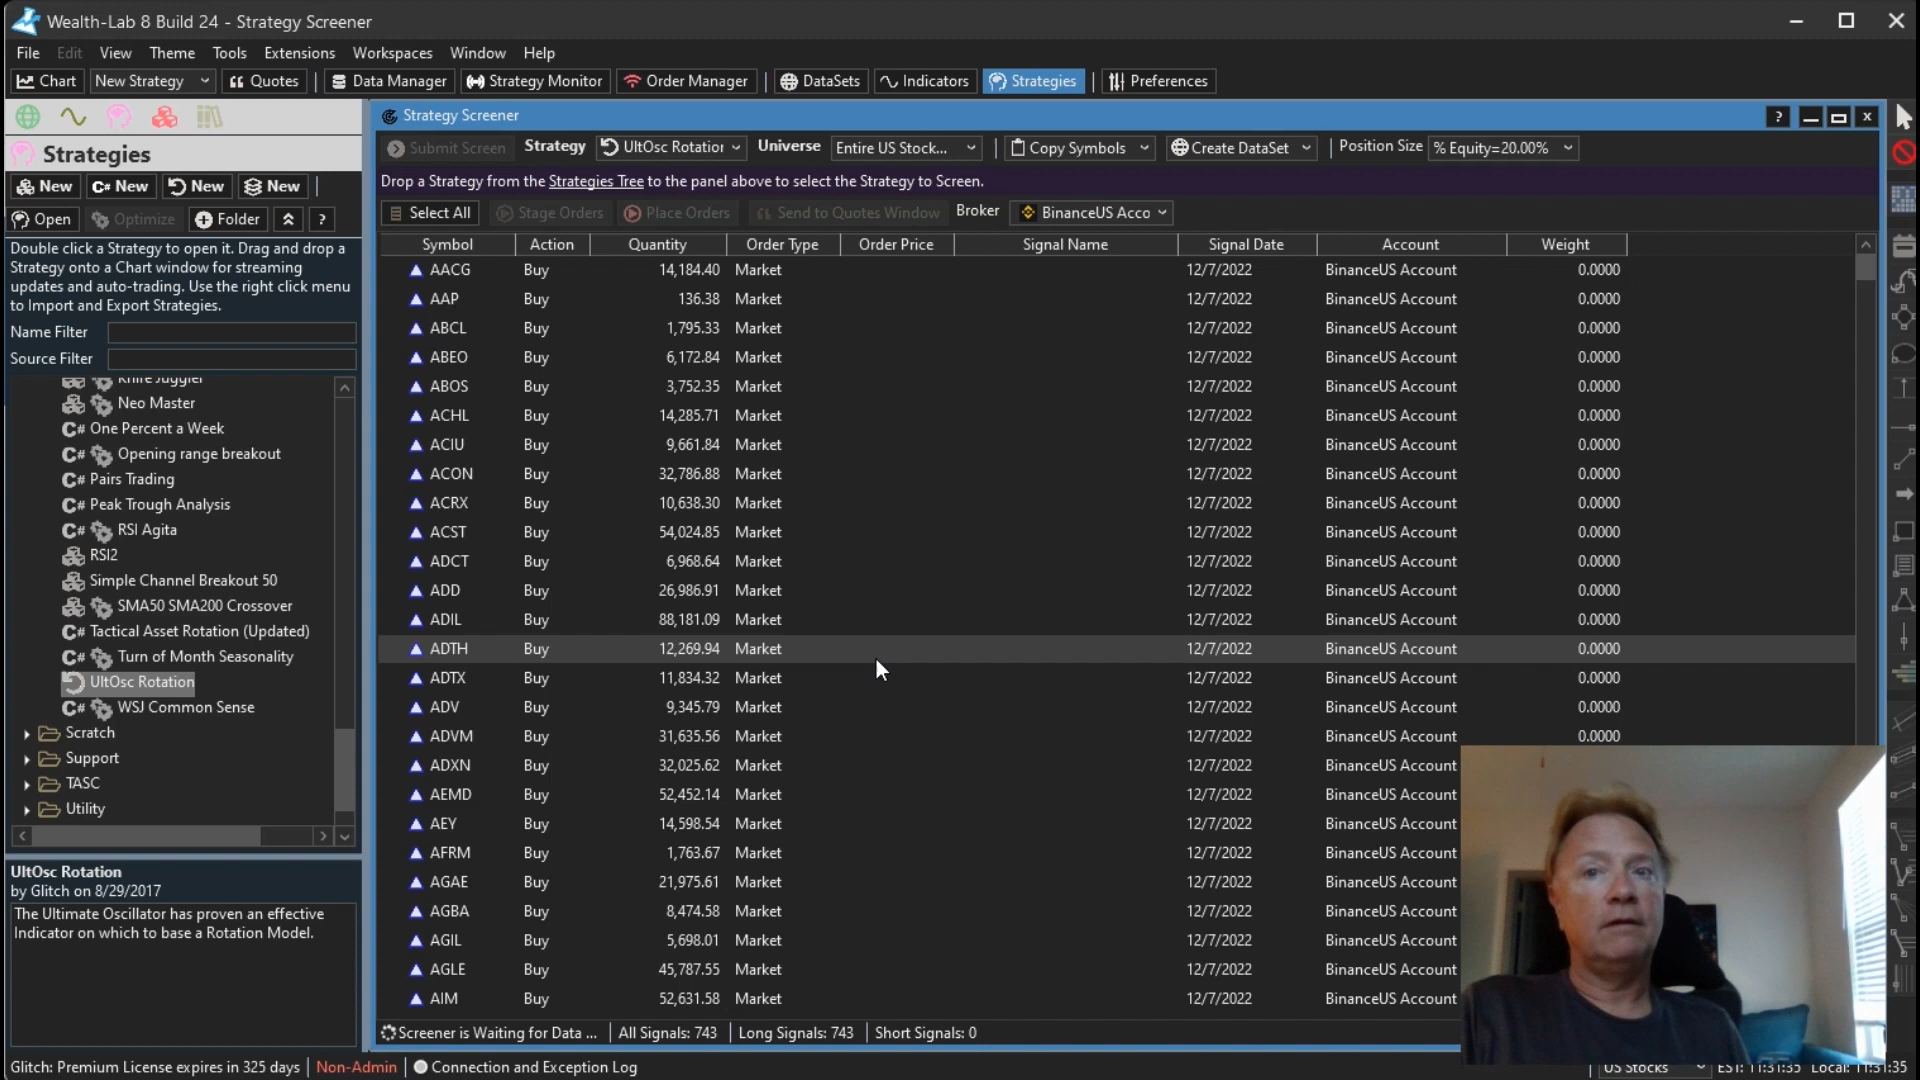 Wealth-Lab 8 Build 24 - Strategy Screener
File Edit View Theme Tools Extensions Workspaces Window Help
Chart New Strategy Quotes Data Manager Strategy Monitor Order Manager DataSets Indicators Strategies Preferences
Strategies
New C# New New New
Open Optimize Folder ?
Double click a Strategy to open it. Drag and drop a
Strategy onto a Chart window for streaming
updates and auto-trading. Use the right click menu
to Import and Export Strategies.
Name Filter
Source Filter
Knife Juggler
Neo Master
C# One Percent a Week
C# Opening range breakout
C# Pairs Trading
C# Peak Trough Analysis
C# RSI Agita
RSI2
Simple Channel Breakout 50
SMA50 SMA200 Crossover
C# Tactical Asset Rotation (Updated)
C# Turn of Month Seasonality
UltOsc Rotation
C# WSJ Common Sense
Scratch
Support
TASC
Utility
UltOsc Rotation
by Glitch on 8/29/2017
The Ultimate Oscillator has proven an effective
Indicator on which to base a Rotation Model.
Strategy Screener ?
Submit Screen Strategy UltOsc Rotation Universe Entire US Stock... Copy Symbols Create DataSet Position Size % Equity=20.00%
Drop a Strategy from the Strategies Tree to the panel above to select the Strategy to Screen.
Select All Stage Orders Place Orders Send to Quotes Window Broker BinanceUS Acco
Symbol Action Quantity Order Type Order Price Signal Name Signal Date Account Weight
AACG Buy 14,184.40 Market 12/7/2022 BinanceUS Account 0.0000
AAP Buy 136.38 Market 12/7/2022 BinanceUS Account 0.0000
ABCL Buy 1,795.33 Market 12/7/2022 BinanceUS Account 0.0000
ABEO Buy 6,172.84 Market 12/7/2022 BinanceUS Account 0.0000
ABOS Buy 3,752.35 Market 12/7/2022 BinanceUS Account 0.0000
ACHL Buy 14,285.71 Market 12/7/2022 BinanceUS Account 0.0000
ACIU Buy 9,661.84 Market 12/7/2022 BinanceUS Account 0.0000
ACON Buy 32,786.88 Market 12/7/2022 BinanceUS Account 0.0000
ACRX Buy 10,638.30 Market 12/7/2022 BinanceUS Account 0.0000
ACST Buy 54,024.85 Market 12/7/2022 BinanceUS Account 0.0000
ADCT Buy 6,968.64 Market 12/7/2022 BinanceUS Account 0.0000
ADD Buy 26,986.91 Market 12/7/2022 BinanceUS Account 0.0000
ADIL Buy 88,181.09 Market 12/7/2022 BinanceUS Account 0.0000
ADTH Buy 12,269.94 Market 12/7/2022 BinanceUS Account 0.0000
ADTX Buy 11,834.32 Market 12/7/2022 BinanceUS Account 0.0000
ADV Buy 9,345.79 Market 12/7/2022 BinanceUS Account 0.0000
ADVM Buy 31,635.56 Market 12/7/2022 BinanceUS Account 0.0000
ADXN Buy 32,025.62 Market 12/7/2022 BinanceUS Account
AEMD Buy 52,452.14 Market 12/7/2022 BinanceUS Account
AEY Buy 14,598.54 Market 12/7/2022 BinanceUS Account
AFRM Buy 1,763.67 Market 12/7/2022 BinanceUS Account
AGAE Buy 21,975.61 Market 12/7/2022 BinanceUS Account
AGBA Buy 8,474.58 Market 12/7/2022 BinanceUS Account
AGIL Buy 5,698.01 Market 12/7/2022 BinanceUS Account
AGLE Buy 45,787.55 Market 12/7/2022 BinanceUS Account
AIM Buy 52,631.58 Market 12/7/2022 BinanceUS Account
Screener is Waiting for Data ... All Signals: 743 Long Signals: 743 Short Signals: 0
Glitch: Premium License expires in 325 days Non-Admin Connection and Exception Log US Stocks EST: 11:31:35 Local: 11:31:35